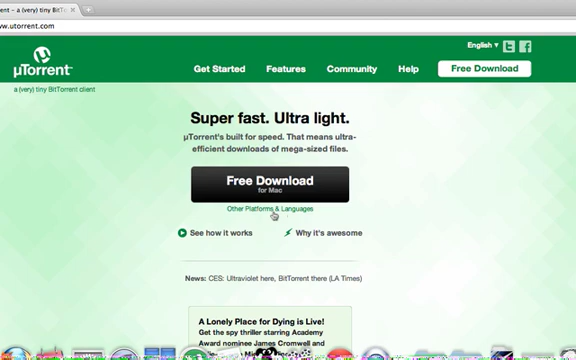 ent - a (very) tiny BitTor
ww.utorrent.com
English
µTorrent
Get Started
Features
Community
Help
Free Download
a (very) tiny BitTorrent client
Super fast. Ultra light.
µTorrent's built for speed. That means ultra-
efficient downloads of mega-sized files.
Free Download
for Mac
Other Platforms & Languages
See how it works
Why it's awesome
News: CES: Ultraviolet here, BitTorrent there (LA Times)
A Lonely Place for Dying is Live!
Get the spy thriller starring Academy
Award nominee James Cromwell and